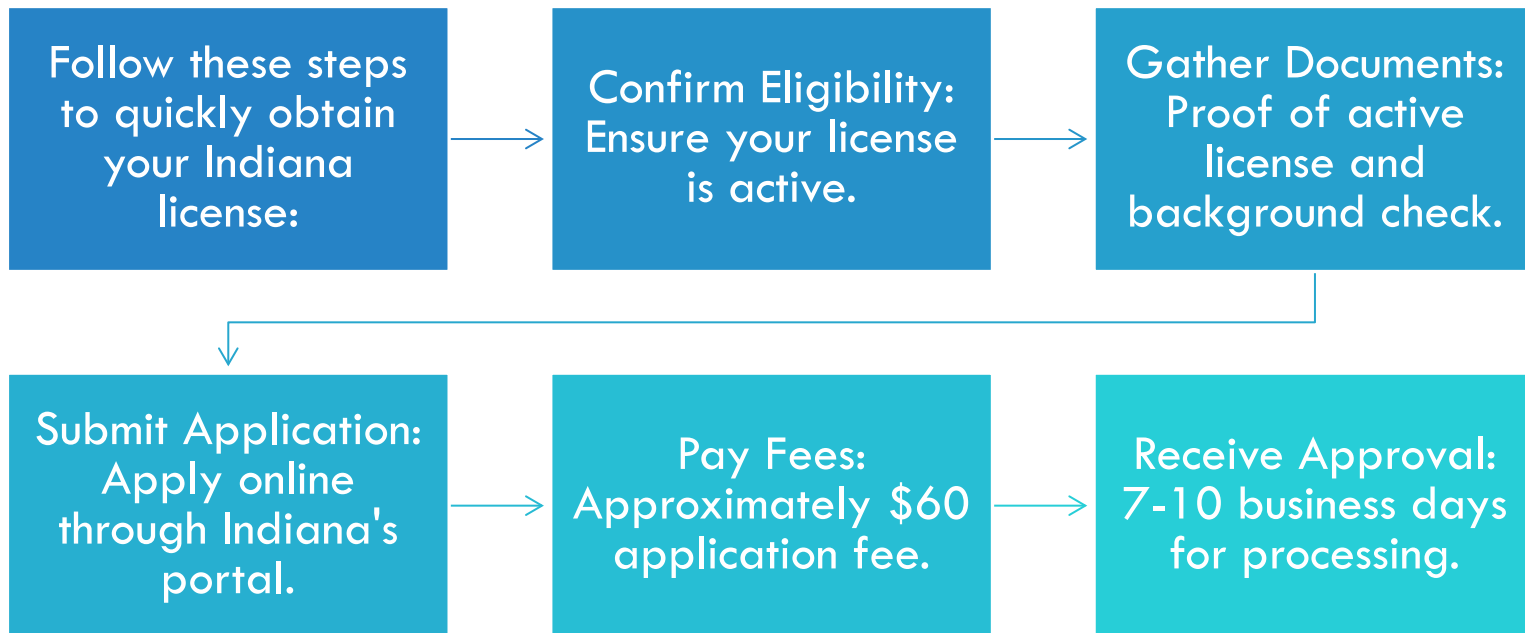 Follow these steps
to quickly obtain
your Indiana
license:
Confirm Eligibility:
Ensure your license
is active.
Gather Documents:
Proof of active
license and
background check.
Submit Application:
Apply online
through Indiana's
portal.
Pay Fees:
Approximately $60
application fee.
Receive Approval:
7-10 business days
for processing.